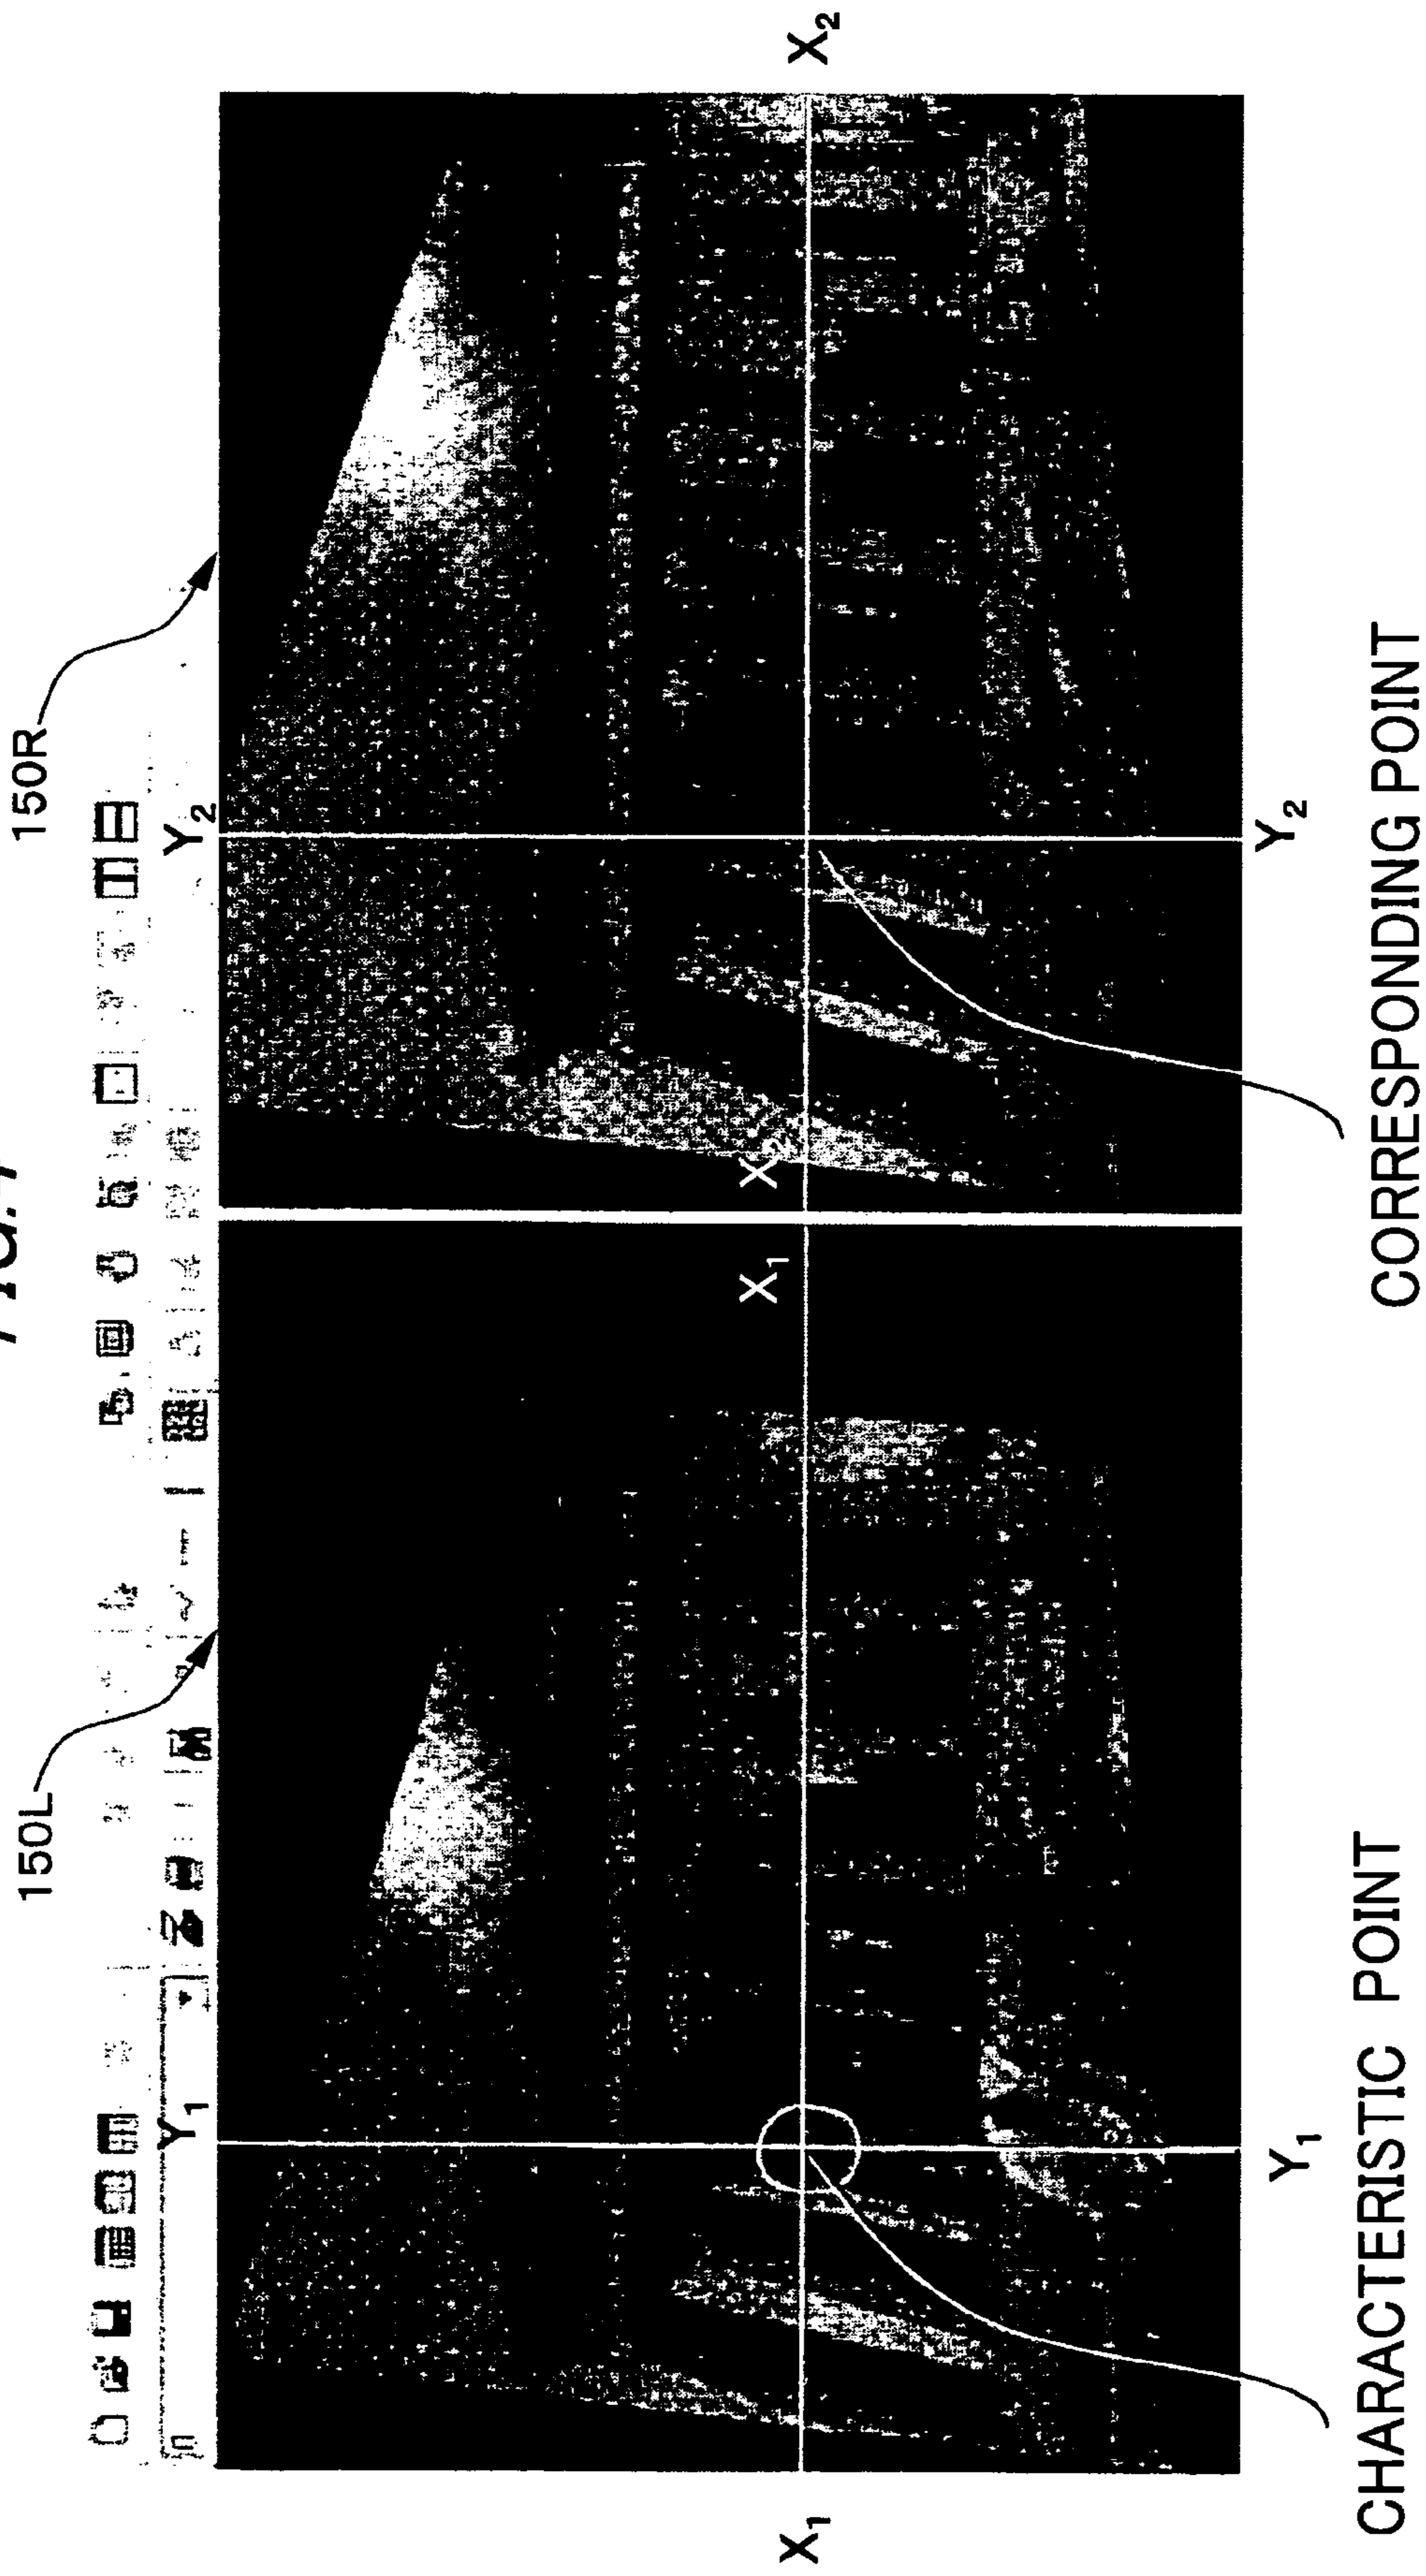 150L
150R
Y₁
Y₂
X₁
X₁
X₂
X₂
Y₁
Y₂
CHARACTERISTIC POINT
CORRESPONDING POINT